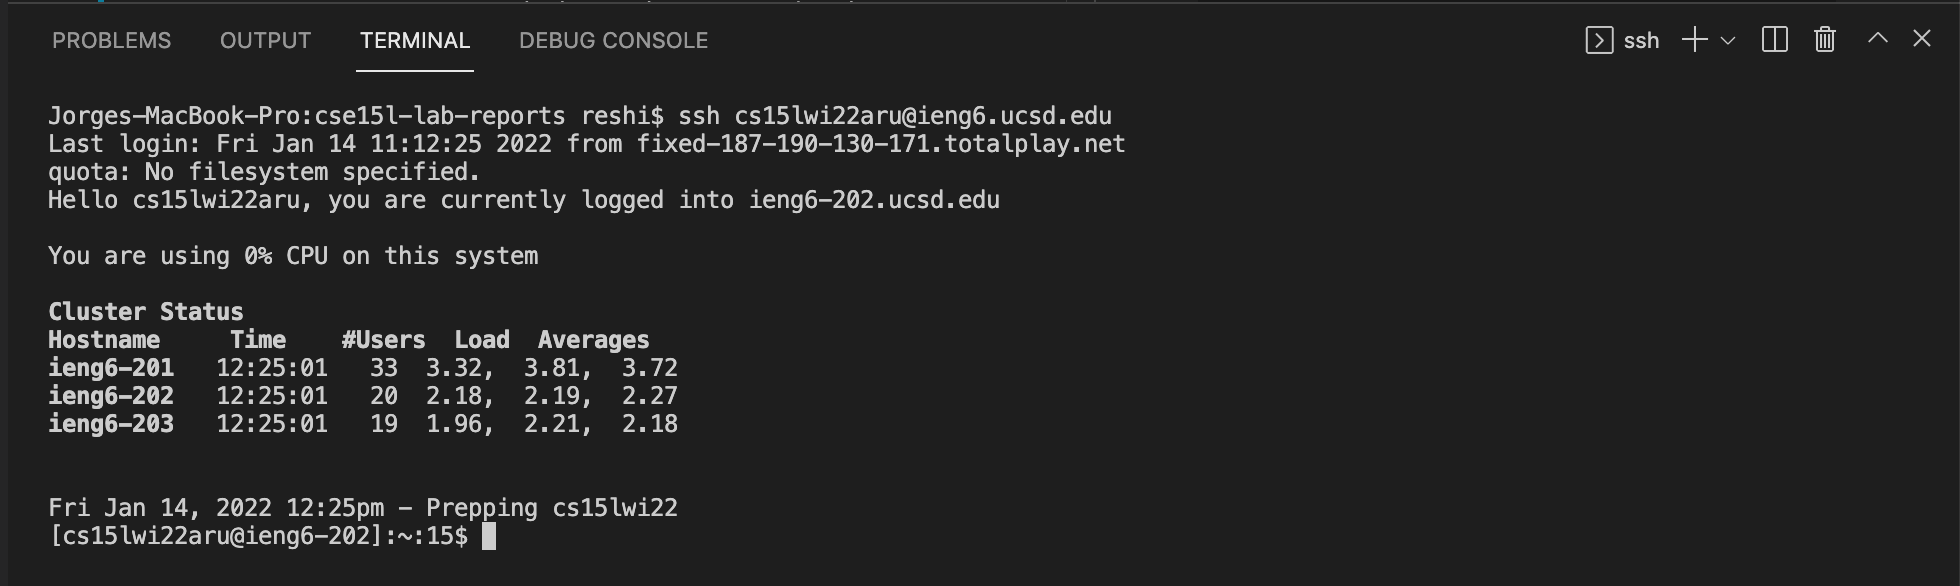 PROBLEMS OUTPUT TERMINAL DEBUG CONSOLE ssh
Jorges-MacBook-Pro:cse15l-lab-reports reshi$ ssh cs15lwi22aru@ieng6.ucsd.edu
Last login: Fri Jan 14 11:12:25 2022 from fixed-187-190-130-171.totalplay.net
quota: No filesystem specified.
Hello cs15lwi22aru, you are currently logged into ieng6-202.ucsd.edu
You are using 0% CPU on this system
Cluster Status
Hostname     Time    #Users  Load  Averages
ieng6-201   12:25:01   33  3.32,  3.81,  3.72
ieng6-202   12:25:01   20  2.18,  2.19,  2.27
ieng6-203   12:25:01   19  1.96,  2.21,  2.18
Fri Jan 14, 2022 12:25pm - Prepping cs15lwi22
[cs15lwi22aru@ieng6-202]:~:15$